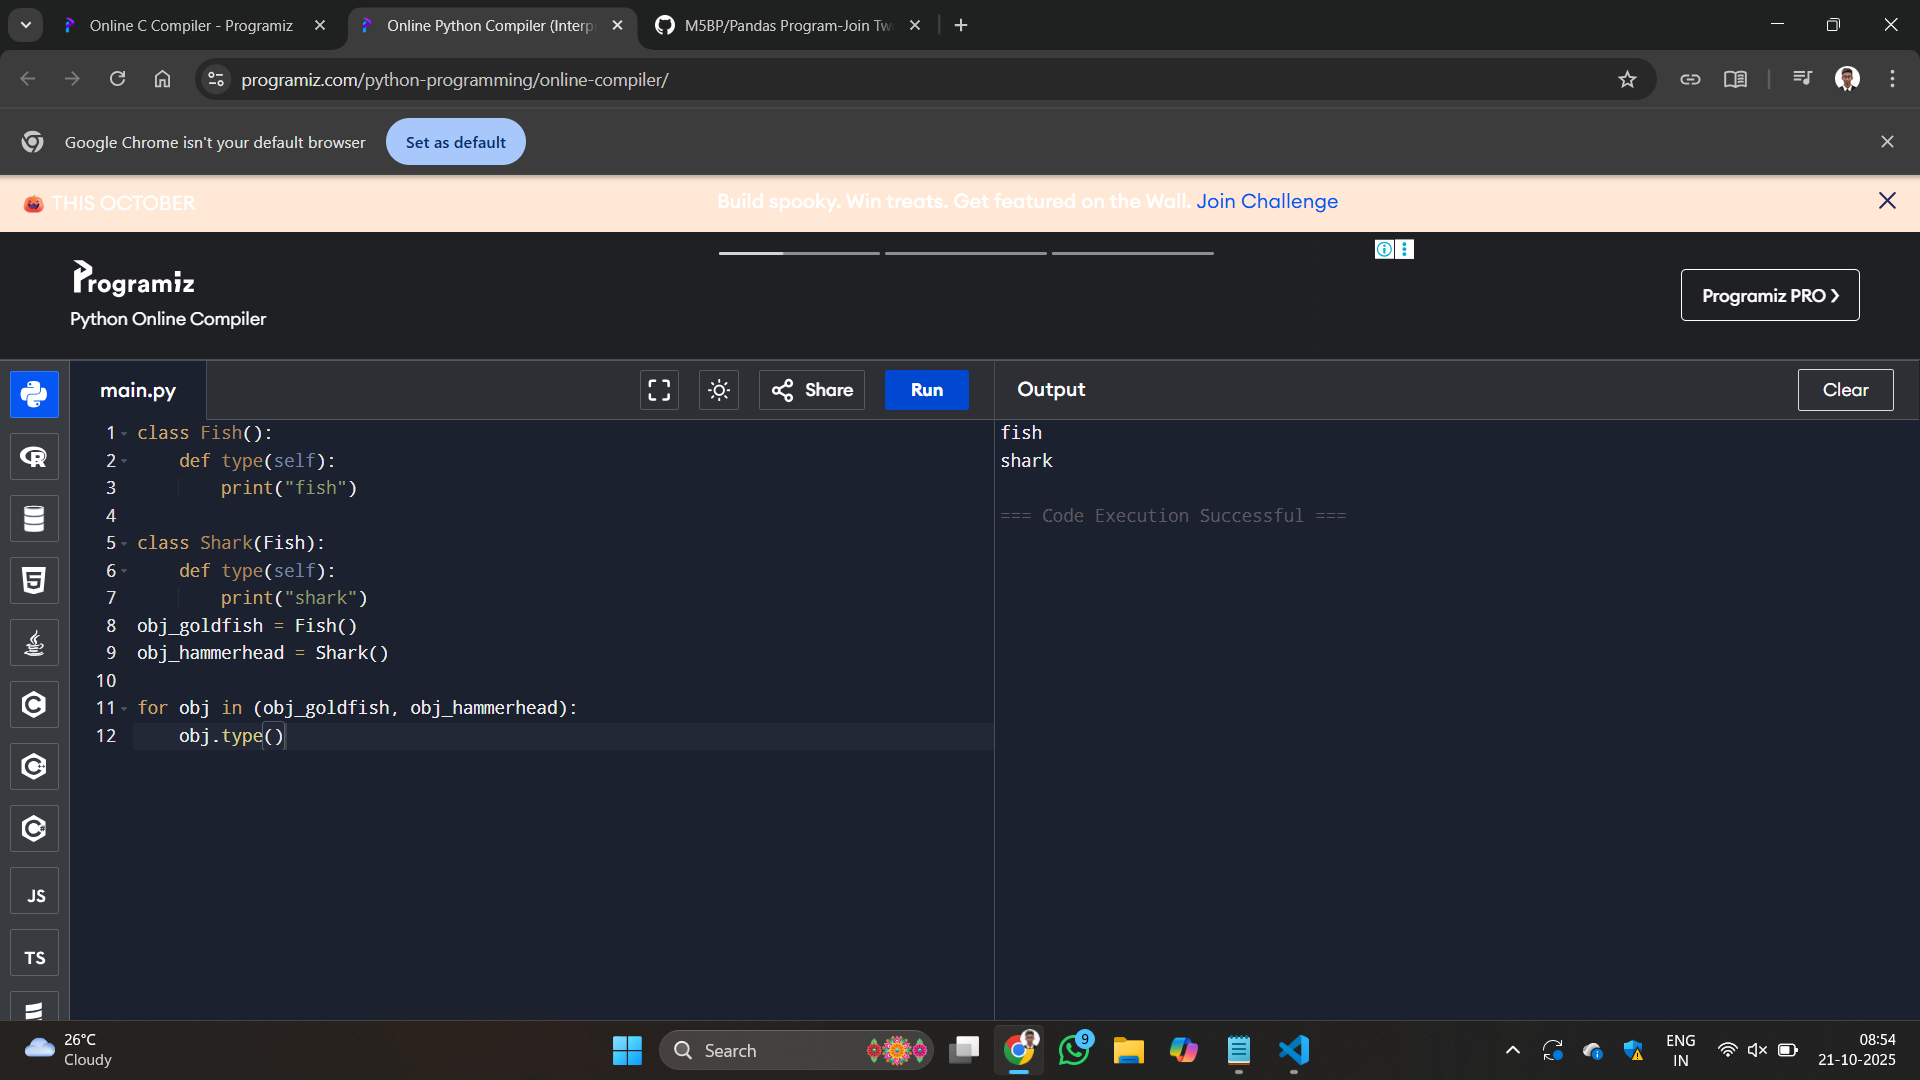 Online C Compiler - Programiz
Online Python Compiler (Interp
M5BP/Pandas Program-Join Tw
programiz.com/python-programming/online-compiler/
Google Chrome isn't your default browser
Set as default
THIS OCTOBER
Build spooky. Win treats. Get featured on the Wall. Join Challenge
Programiz
Python Online Compiler
Programiz PRO ❯
main.py
Share
Run
Output
Clear
1 class Fish():
2     def type(self):
3         print("fish")
4
5 class Shark(Fish):
6     def type(self):
7         print("shark")
8 obj_goldfish = Fish()
9 obj_hammerhead = Shark()
10
11 for obj in (obj_goldfish, obj_hammerhead):
12     obj.type()
fish
shark
=== Code Execution Successful ===
R
5
C
C
C
JS
TS
26°C
Cloudy
Search
9
ENG
IN
08:54
21-10-2025